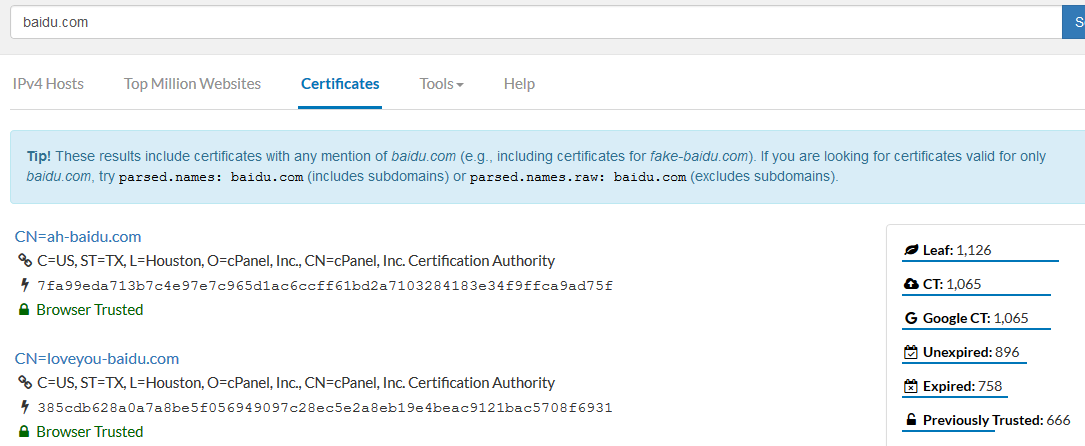 baidu.com
IPv4 Hosts Top Million Websites Certificates Tools Help
Tip! These results include certificates with any mention of baidu.com (e.g., including certificates for fake-baidu.com). If you are looking for certificates valid for only
baidu.com, try parsed.names: baidu.com (includes subdomains) or parsed.names.raw: baidu.com (excludes subdomains).
CN=ah-baidu.com
C=US, ST=TX, L=Houston, O=cPanel, Inc., CN=cPanel, Inc. Certification Authority
7fa99eda713b7c4e97e7c965d1ac6ccff61bd2a7103284183e34f9ffca9ad75f
Browser Trusted
CN=loveyou-baidu.com
C=US, ST=TX, L=Houston, O=cPanel, Inc., CN=cPanel, Inc. Certification Authority
385cdb628a0a7a8be5f056949097c28ec5e2a8eb19e4beac9121bac5708f6931
Browser Trusted
Leaf: 1,126
CT: 1,065
Google CT: 1,065
Unexpired: 896
Expired: 758
Previously Trusted: 666